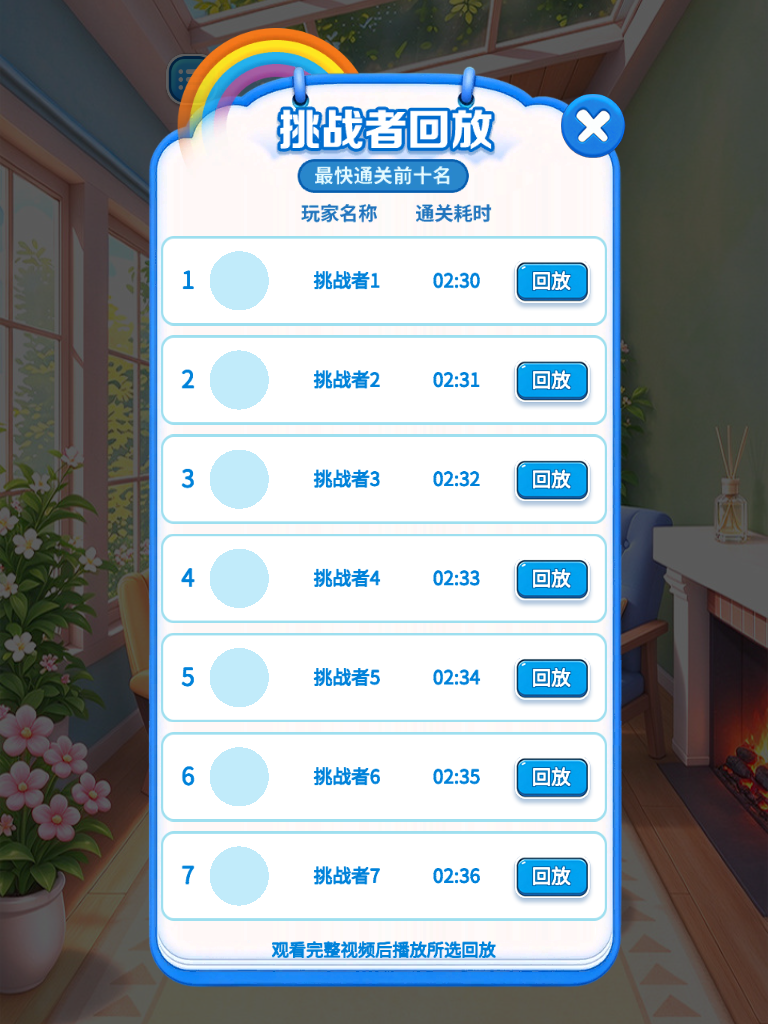 挑战者回放
最快通关前十名
玩家名称 通关耗时
1 挑战者1 02:30 回放
2 挑战者2 02:31 回放
3 挑战者3 02:32 回放
4 挑战者4 02:33 回放
5 挑战者5 02:34 回放
6 挑战者6 02:35 回放
7 挑战者7 02:36 回放
观看完整视频后播放所选回放